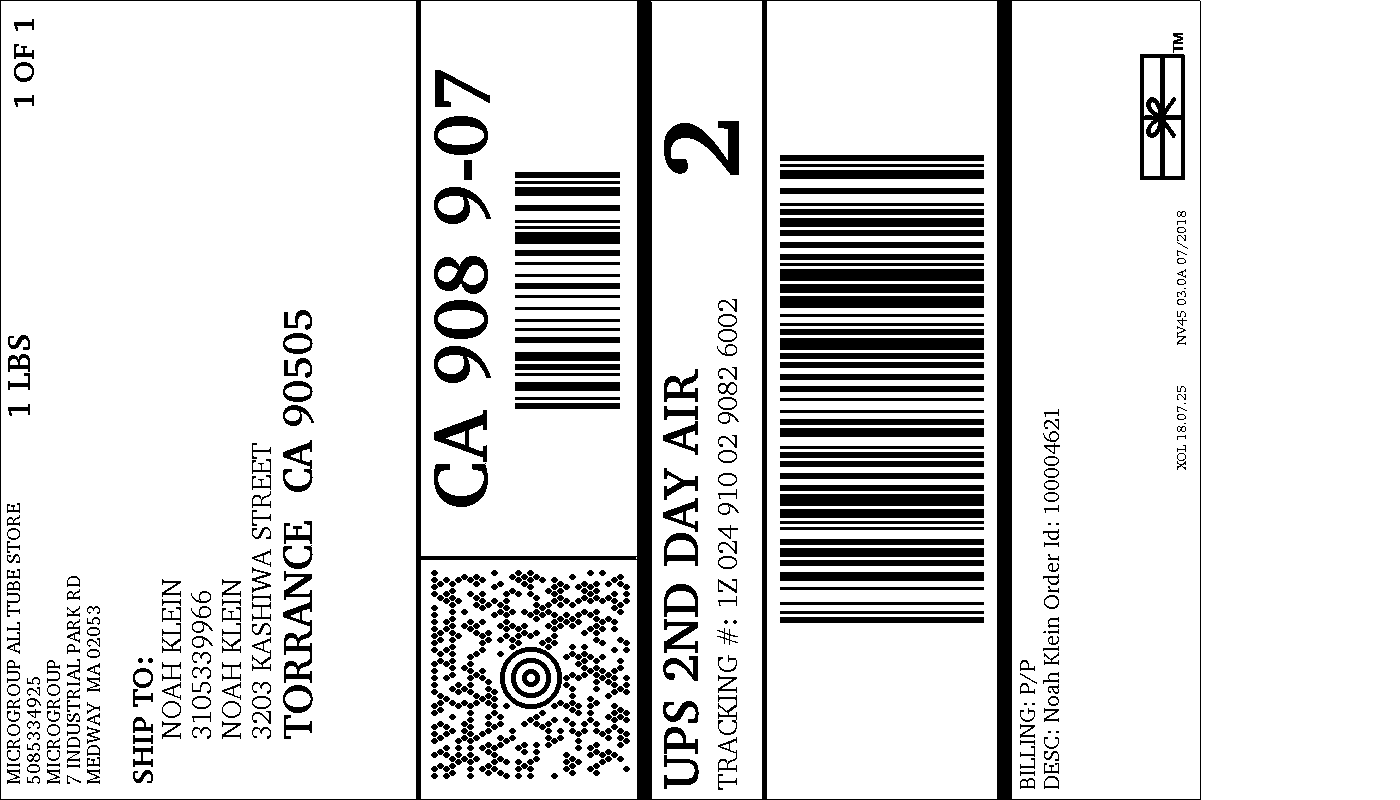 MICROGROUP ALL TUBE STORE
5085334925
MICROGROUP
7 INDUSTRIAL PARK RD
MEDWAY MA 02053
1 LBS
1 OF 1
SHIP TO:
NOAH KLEIN
3105339966
NOAH KLEIN
3203 KASHIWA STREET
TORRANCE CA 90505
CA 908 9-07
UPS 2ND DAY AIR
TRACKING #: 1Z 024 910 02 9082 6002
2
BILLING: P/P
DESC: Noah Klein Order Id: 100004621
XOL 18.07.25 NV45 03.0A 07/2018
TM